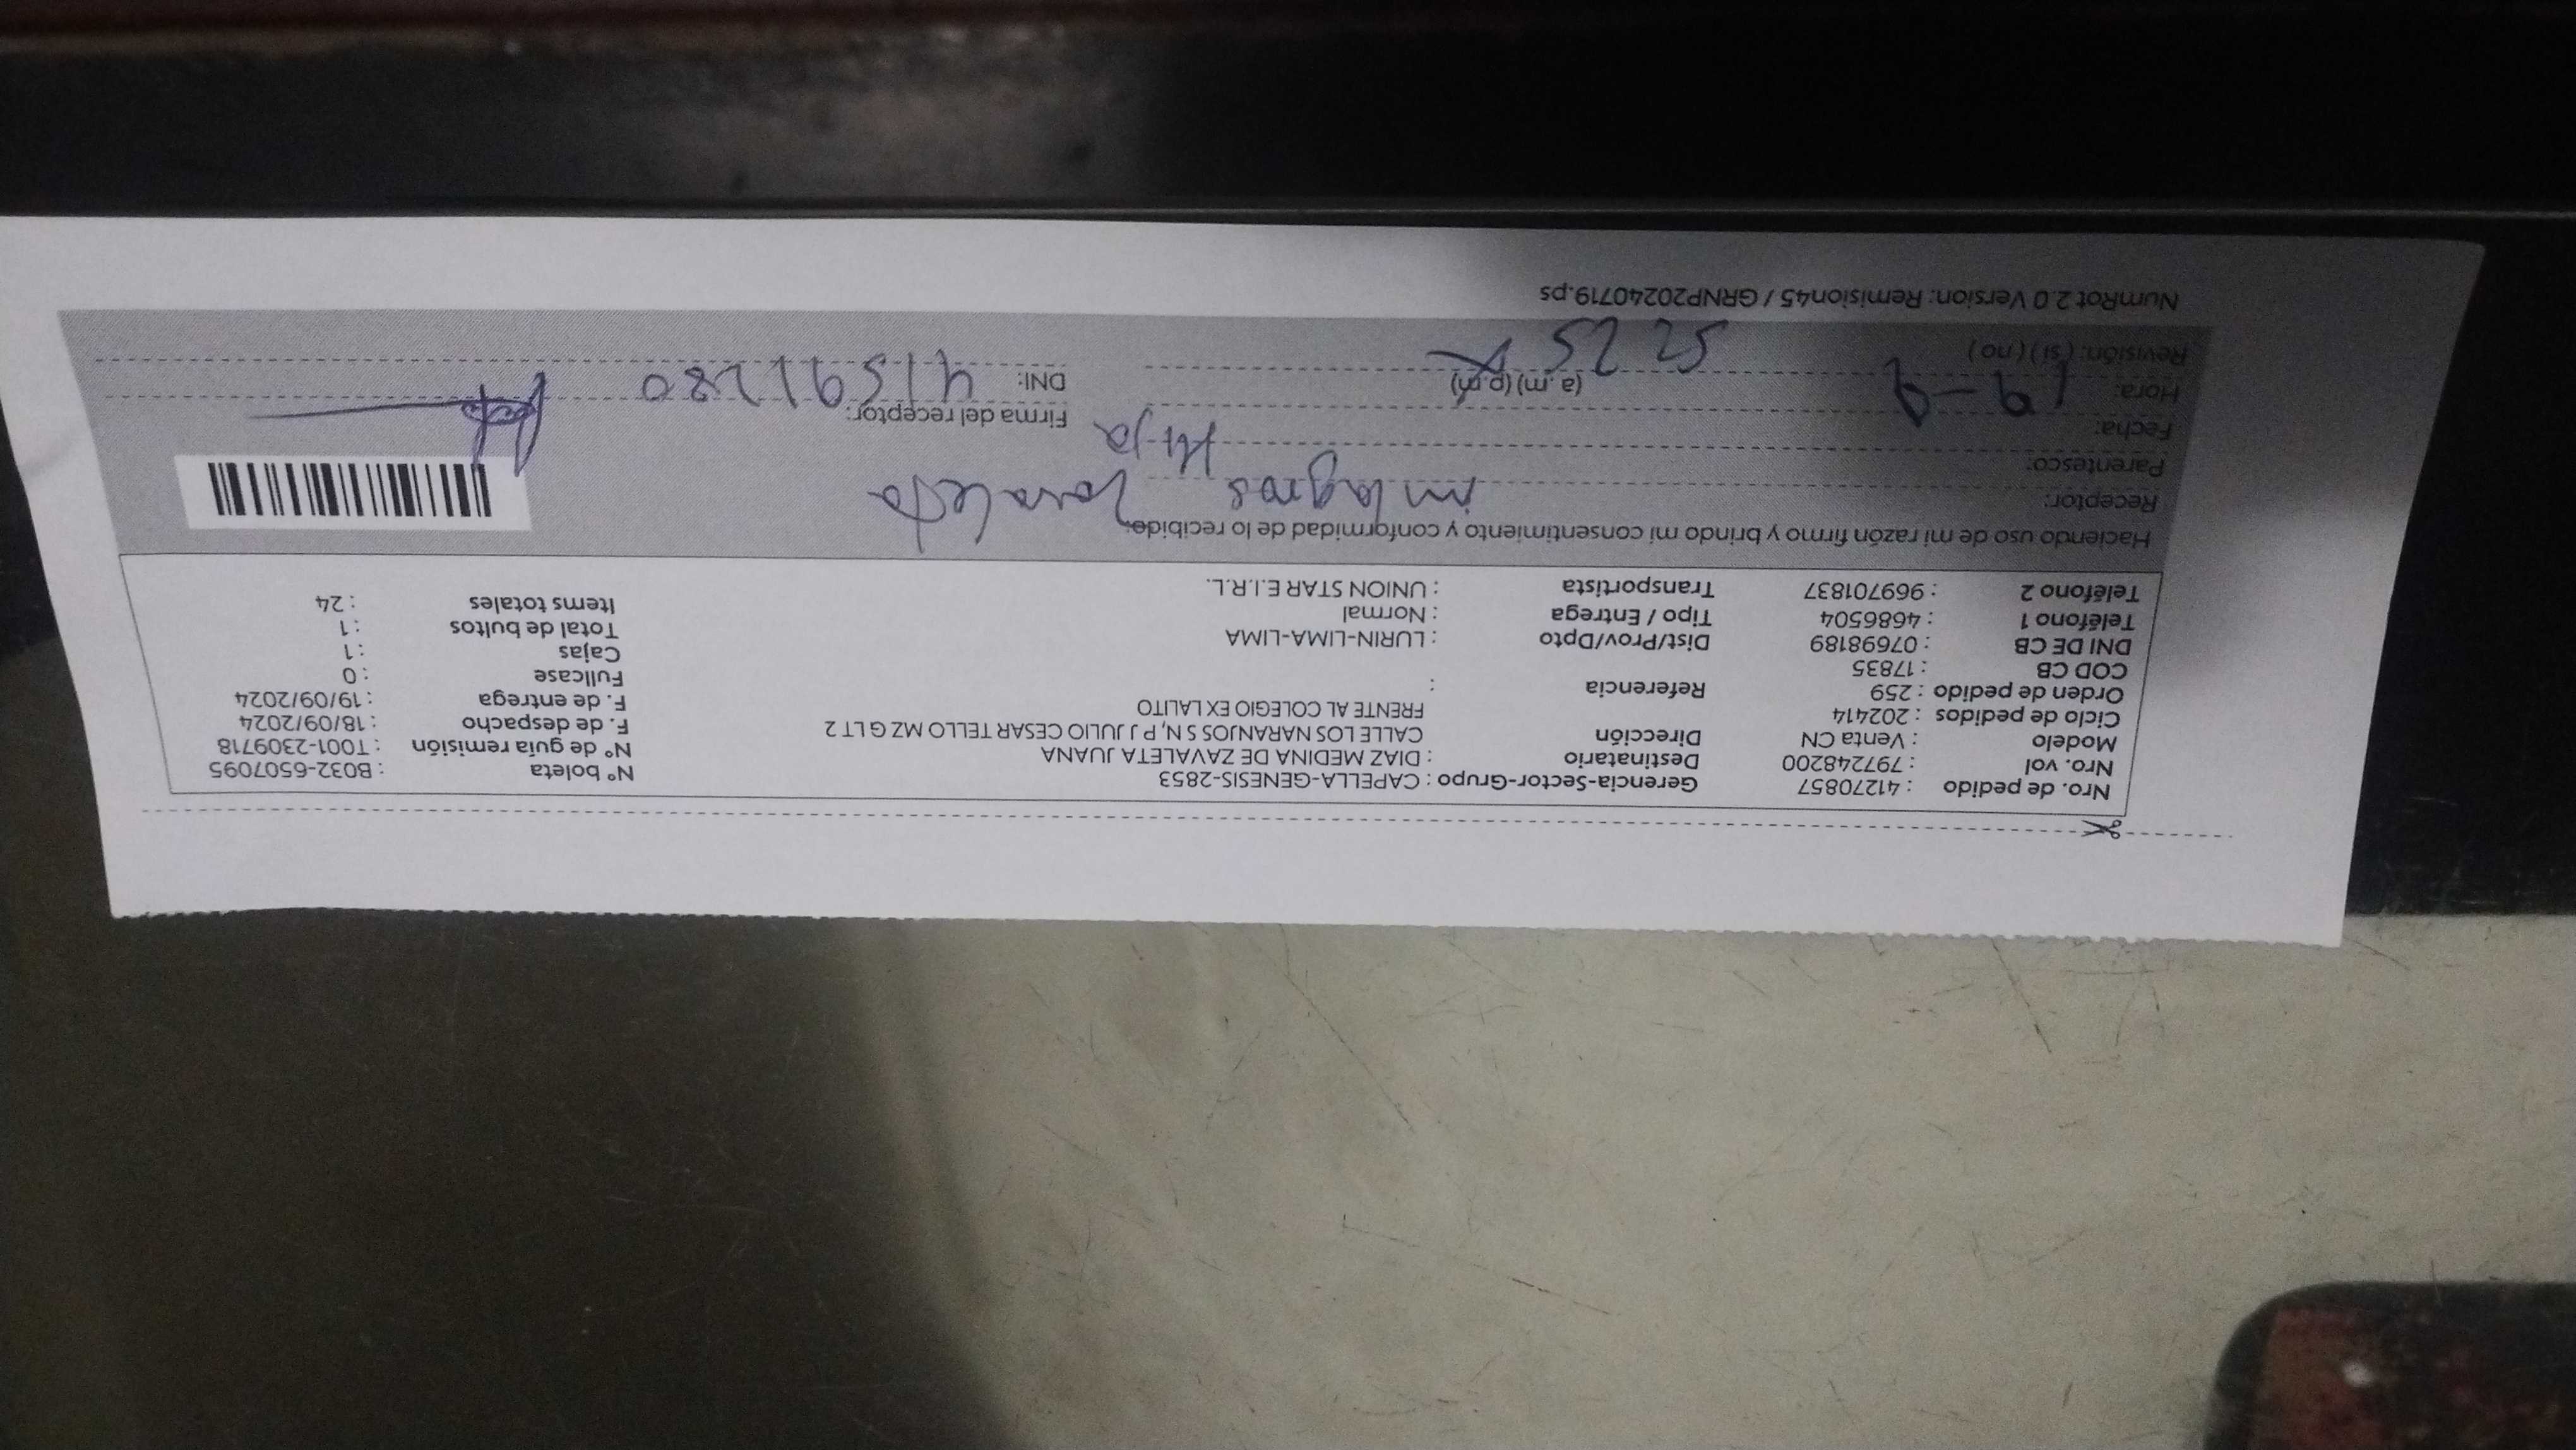 Nro. de pedido : 41270857
Nro. vol : 797248200
Modelo : Venta CN
Ciclo de pedidos : 202414
Orden de pedido : 259
COD CB : 17835
DNI DE CB : 07698189
Teléfono 1 : 4686504
Teléfono 2 : 969701837
Gerencia-Sector-Grupo : CAPELLA-GENESIS-2853
Destinatario : DIAZ MEDINA DE ZAVALETA JUANA
Dirección CALLE LOS NARANJOS S N, P J JULIO CESAR TELLO MZ G LT 2
FRENTE AL COLEGIO EX LALITO
Referencia :
Dist/Prov/Dpto : LURIN-LIMA-LIMA
Tipo / Entrega : Normal
Transportista : UNION STAR E.I.R.L.
N° boleta : B032-6507095
N° de guía remisión : T001-2309718
F. de despacho : 18/09/2024
F. de entrega : 19/09/2024
Fullcase : 0
Cajas : 1
Total de bultos : 1
Items totales : 24
Haciendo uso de mi razón firmo y brindo mi consentimiento y conformidad de lo recibido.
Receptor: milagros Zavaleta
Parentesco: Hija
Fecha: 19-9
Hora: (a.m) (p.m)
Revisión: (si) (no)
Firma del receptor:
DNI: 41591280
NumRot 2.0 Version: Remision45 / GRNP20240719.ps